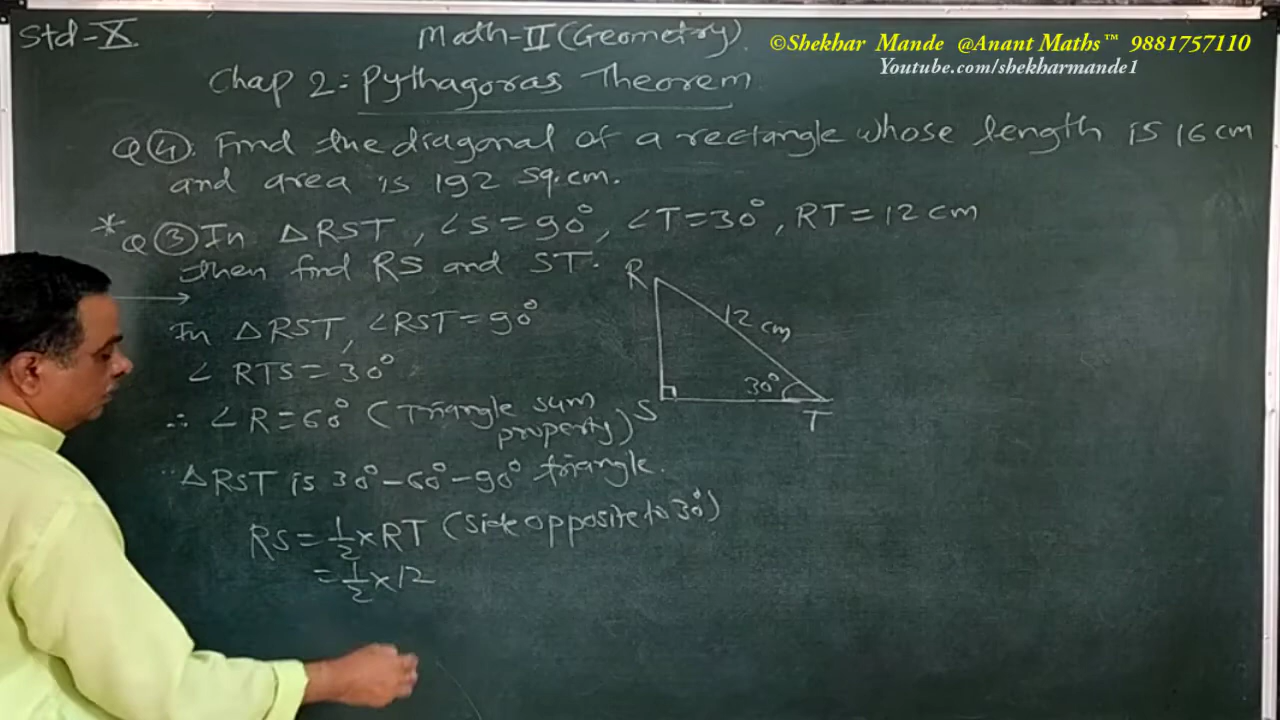 Std-X
Math-II (Geometry)
©Shekhar Mande @Anant Maths™ 9881757110
Youtube.com/shekharmande1
Chap 2: Pythagoras Theorem
Q④. Find the diagonal of a rectangle whose length is 16 cm
and area is 192 sq.cm.
* Q③ In △RST, ∠S=90°, ∠T=30°, RT=12 cm
then find RS and ST.
R
12 cm
30°
S
T
In △RST, ∠RST=90°
∠RTS=30°
∴ ∠R=60° (Triangle sum
property)
∴ △RST is 30°-60°-90° triangle.
RS = 1/2 × RT (side opposite to 30°)
= 1/2 × 12